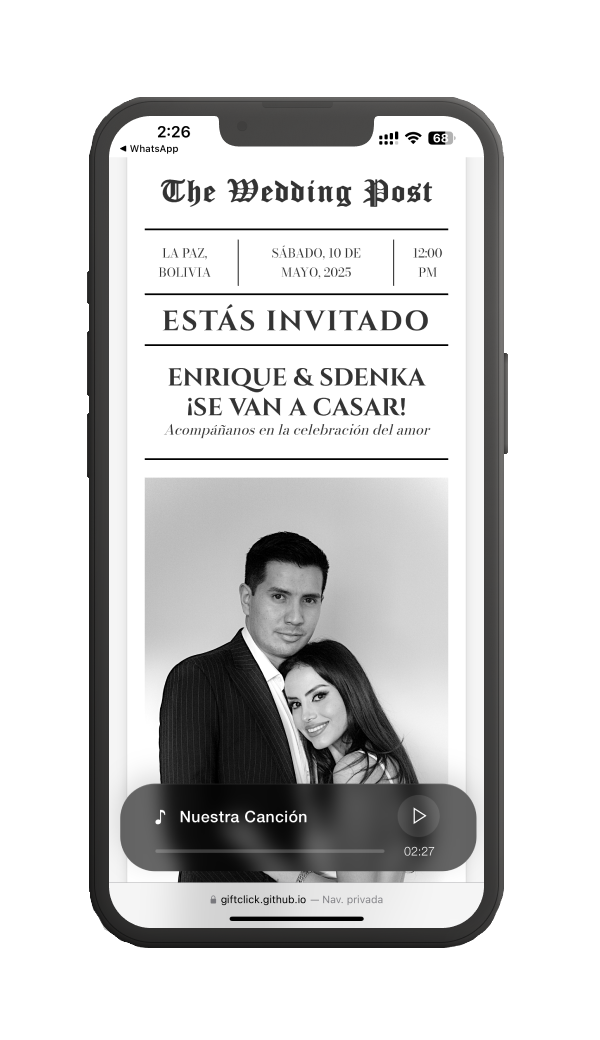 2:26
68
◀ WhatsApp
The Wedding Post
LA PAZ,
BOLIVIA
SÁBADO, 10 DE
MAYO, 2025
12:00
PM
ESTÁS INVITADO
ENRIQUE & SDENKA
¡SE VAN A CASAR!
Acompáñanos en la celebración del amor
Nuestra Canción
02:27
giftclick.github.io — Nav. privada